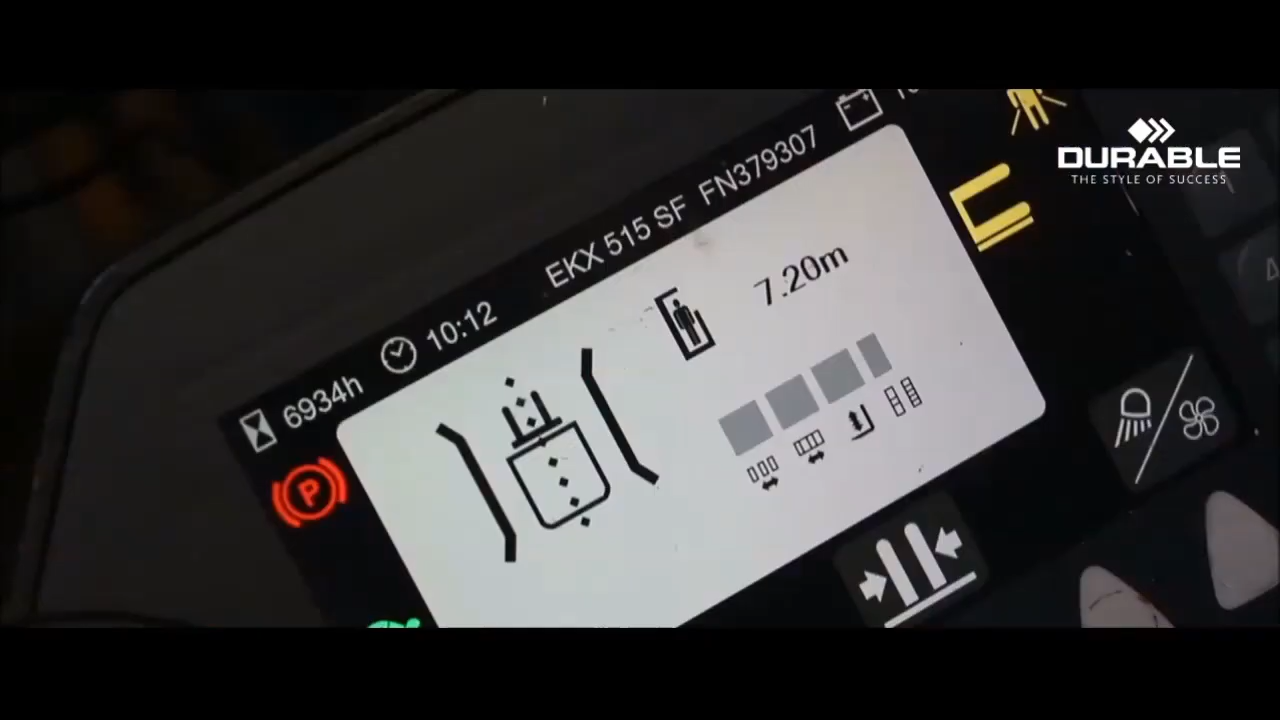 DURABLE
THE STYLE OF SUCCESS
6934h 10:12 EKX 515 SF FN379307
7.20m
P